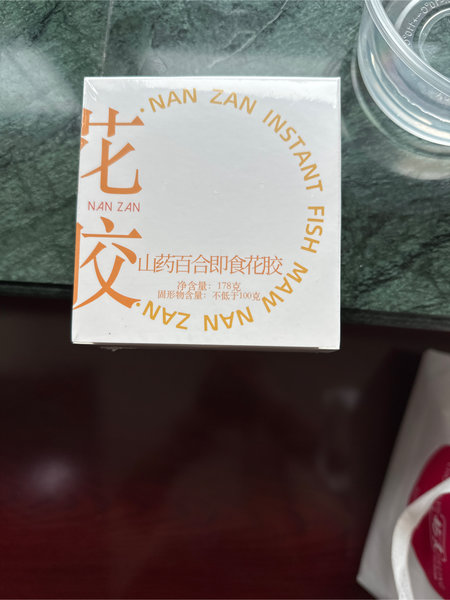 花胶
NAN ZAN
·NAN ZAN INSTANT FISH MAW NAN ZAN·
山药百合即食花胶
净含量：178克
固形物含量：不低于100克